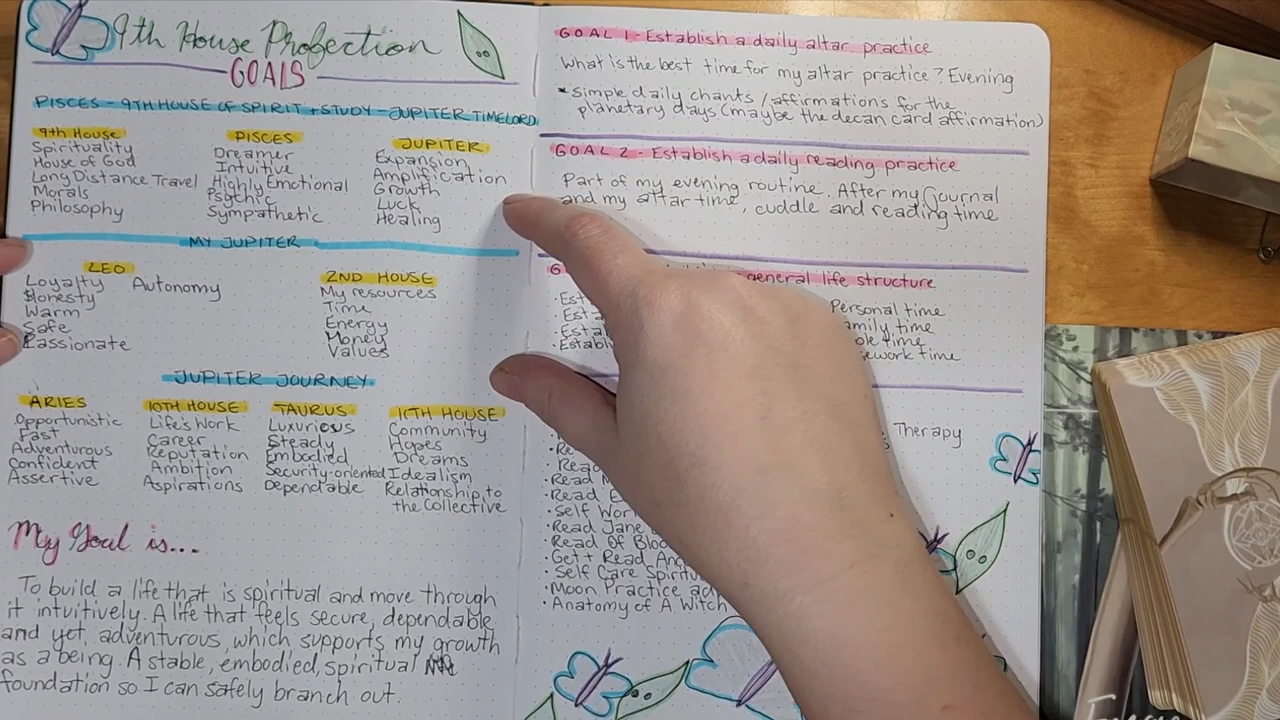 9th House Profection
GOALS
PISCES - 9TH HOUSE OF SPIRIT + STUDY - JUPITER TIMELORD
9th House
Spirituality
House of God
Long Distance Travel
Morals
Philosophy
PISCES
Dreamer
Intuitive
Highly Emotional
Psychic
Sympathetic
JUPITER
Expansion
Amplification
Growth
Luck
Healing
MY JUPITER
LEO
Loyalty Autonomy
Honesty
Warm
Safe
Passionate
2ND HOUSE
My resources
Time
Energy
Money
Values
JUPITER JOURNEY
ARIES
Opportunistic
Fast
Adventurous
Confident
Assertive
10TH HOUSE
Life's Work
Career
Reputation
Ambition
Aspirations
TAURUS
Luxurious
Steady
Embodied
Security-oriented
Dependable
11TH HOUSE
Community
Hopes
Dreams
Idealism
Relationship to
the Collective
My Goal is...
To build a life that is spiritual and move through
it intuitively. A life that feels secure, dependable
and yet, adventurous, which supports my growth
as a being. A stable, embodied, spiritual
foundation so I can safely branch out.
GOAL 1 - Establish a daily altar practice
What is the best time for my altar practice? Evening
* simple daily chants / affirmations for the
planetary days (maybe the decan card affirmation)
GOAL 2 - Establish a daily reading practice
Part of my evening routine. After my journal
and my altar time, cuddle and reading time
general life structure
Personal time
time
time
time
Therapy
· Read
· Self
· Read Jane
· Read Of
· Get + Read
· Self Care
· Moon Practice
· Anatomy of A Witch